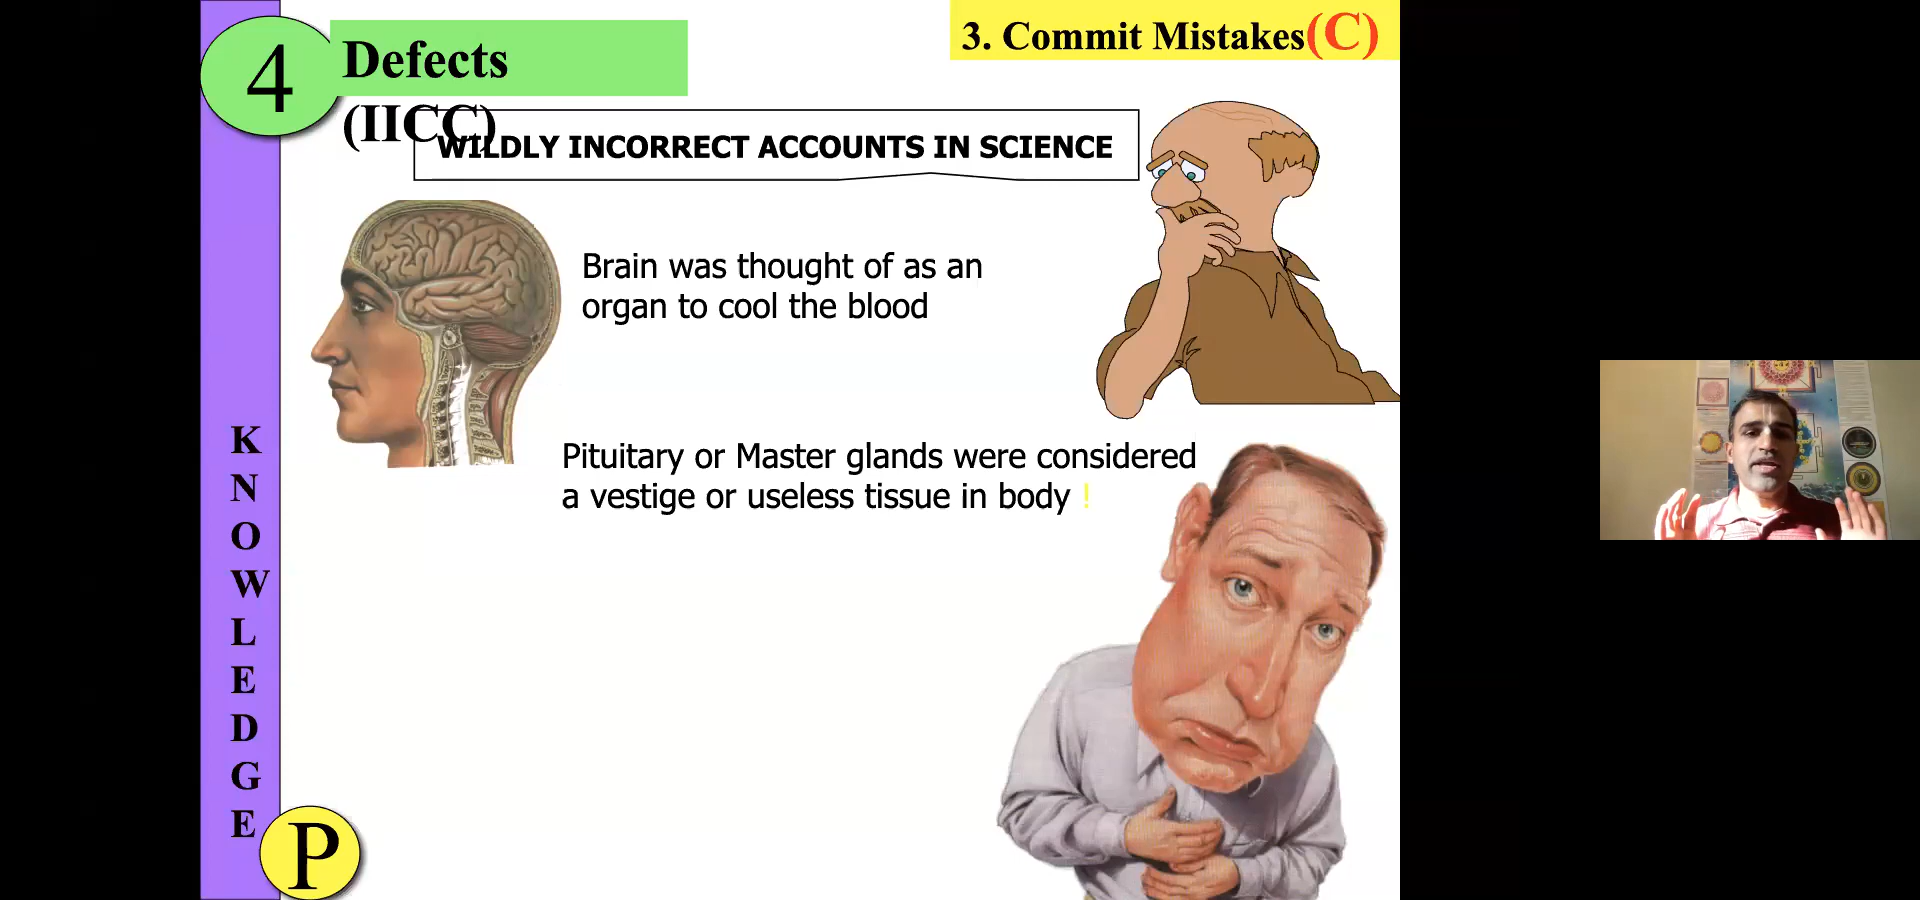 4
Defects
(IICC)
3. Commit Mistakes(C)
WILDLY INCORRECT ACCOUNTS IN SCIENCE
Brain was thought of as an
organ to cool the blood
Pituitary or Master glands were considered
a vestige or useless tissue in body !
K
N
O
W
L
E
D
G
E
P